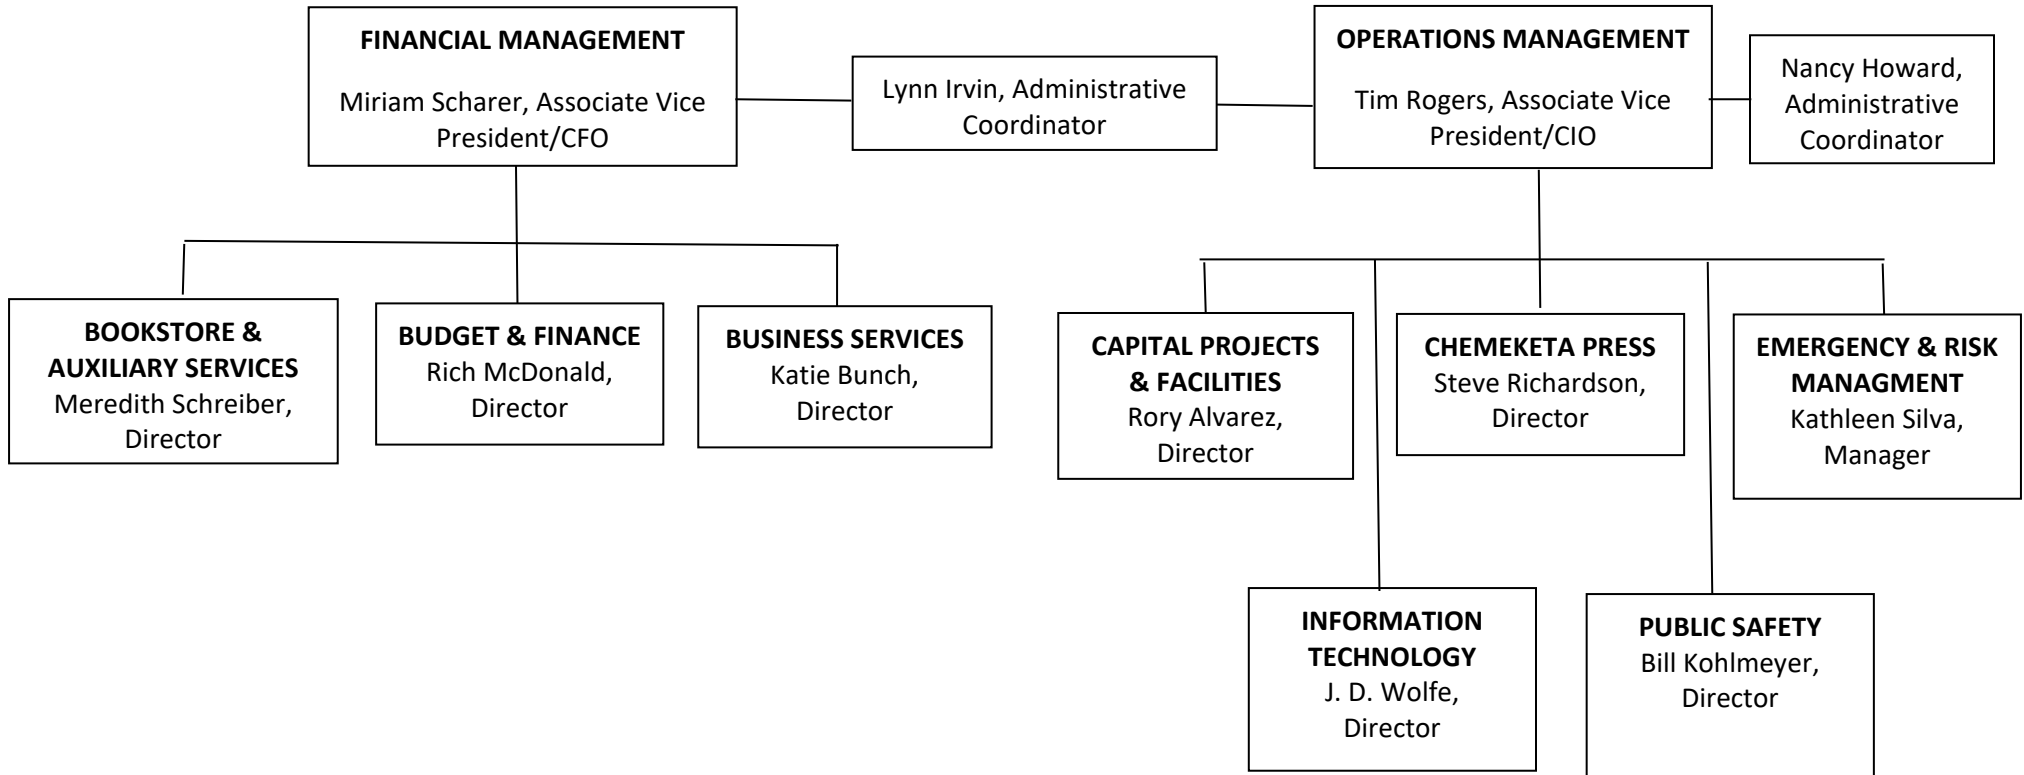 FINANCIAL MANAGEMENT
Miriam Scharer, Associate Vice
President/CFO
Lynn Irvin, Administrative
Coordinator
OPERATIONS MANAGEMENT
Tim Rogers, Associate Vice
President/CIO
Nancy Howard,
Administrative
Coordinator
BOOKSTORE &
AUXILIARY SERVICES
Meredith Schreiber,
Director
BUDGET & FINANCE
Rich McDonald,
Director
BUSINESS SERVICES
Katie Bunch,
Director
CAPITAL PROJECTS
& FACILITIES
Rory Alvarez,
Director
CHEMEKETA PRESS
Steve Richardson,
Director
EMERGENCY & RISK
MANAGMENT
Kathleen Silva,
Manager
INFORMATION
TECHNOLOGY
J. D. Wolfe,
Director
PUBLIC SAFETY
Bill Kohlmeyer,
Director